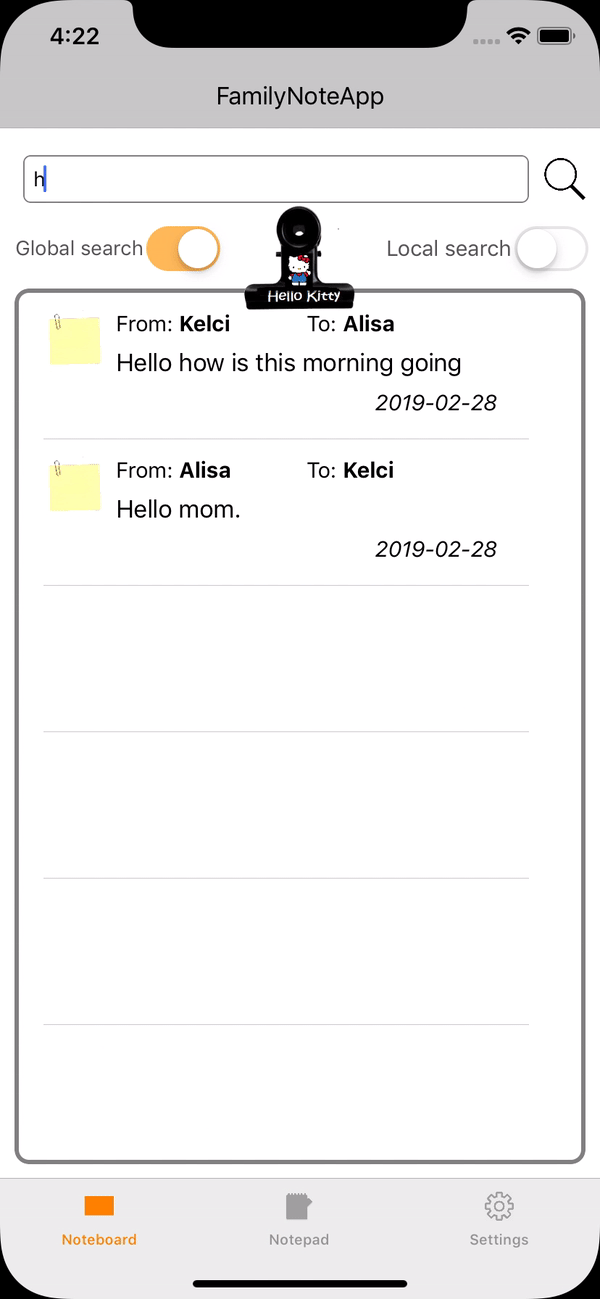 4:22
FamilyNoteApp
h
Global search
Local search
Hello Kitty
From: Kelci To: Alisa
Hello how is this morning going
2019-02-28
From: Alisa To: Kelci
Hello mom.
2019-02-28
Noteboard
Notepad
Settings